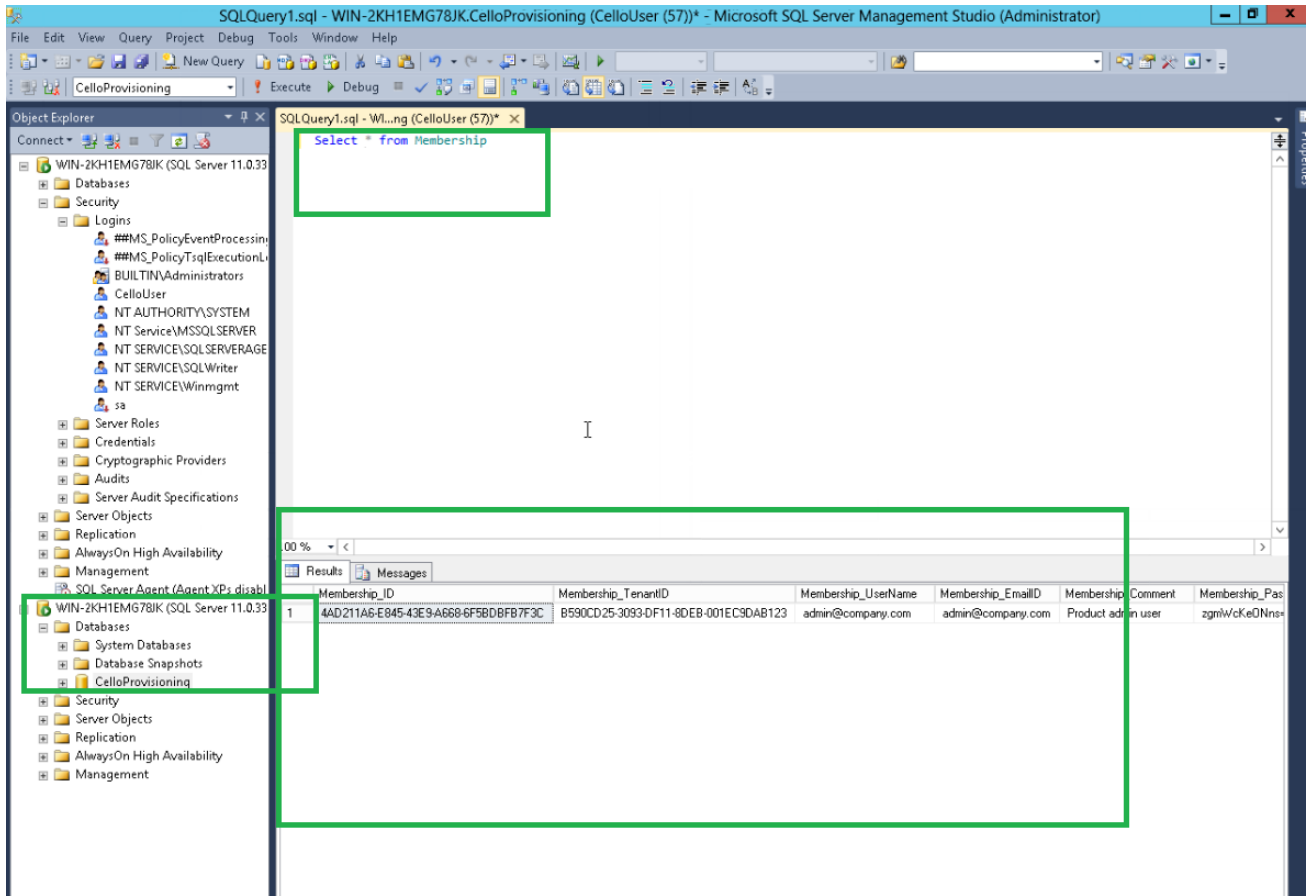 SQLQuery1.sql - WIN-2KH1EMG78JK.CelloProvisioning (CelloUser (57))* - Microsoft SQL Server Management Studio (Administrator)
File Edit View Query Project Debug Tools Window Help
New Query
CelloProvisioning Execute Debug
Object Explorer
SQLQuery1.sql - WI...ng (CelloUser (57))*
Properties
Connect
Select * from Membership
WIN-2KH1EMG78JK (SQL Server 11.0.33
Databases
Security
Logins
##MS_PolicyEventProcessing
##MS_PolicyTsqlExecutionL
BUILTIN\Administrators
CelloUser
NT AUTHORITY\SYSTEM
NT Service\MSSQLSERVER
NT SERVICE\SQLSERVERAGE
NT SERVICE\SQLWriter
NT SERVICE\Winmgmt
sa
Server Roles
Credentials
Cryptographic Providers
Audits
Server Audit Specifications
Server Objects
Replication
AlwaysOn High Availability
Management
SQL Server Agent (Agent XPs disabl
WIN-2KH1EMG78JK (SQL Server 11.0.33
Databases
System Databases
Database Snapshots
CelloProvisioning
Security
Server Objects
Replication
AlwaysOn High Availability
Management
00 %
Results Messages
Membership_ID Membership_TenantID Membership_UserName Membership_EmailID Membership_Comment Membership_Pas
1 4AD211A6-E845-43E9-A668-6F5BDBFB7F3C B590CD25-3093-DF11-8DEB-001EC9DAB123 admin@company.com admin@company.com Product admin user zgmWcKeDNns=